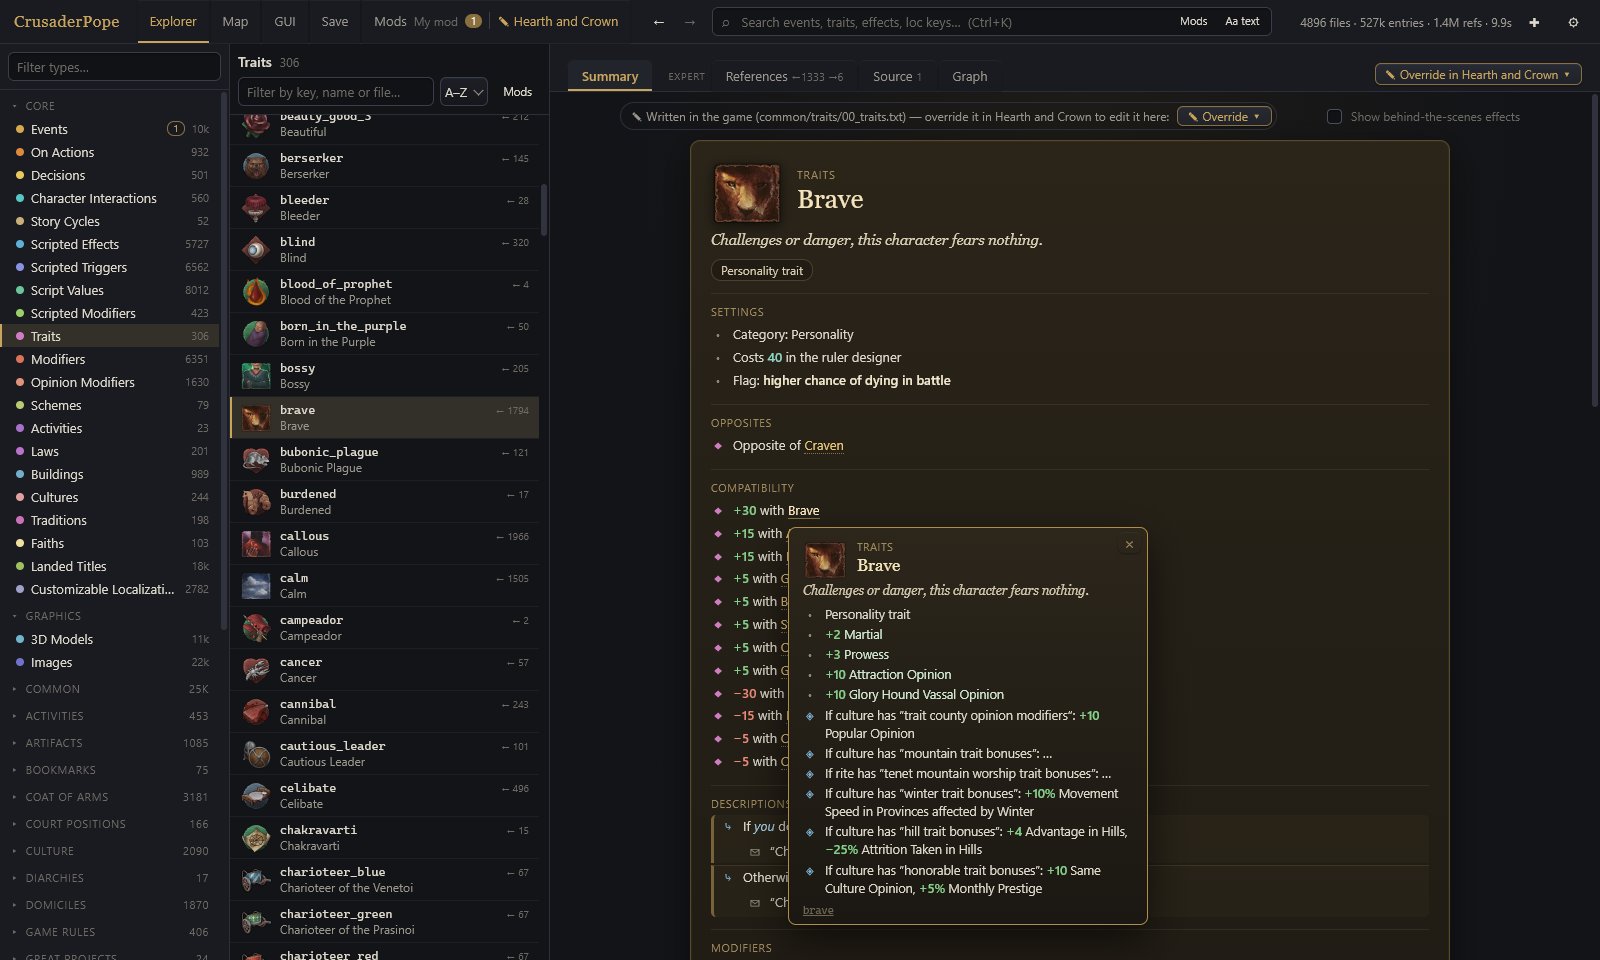 CrusaderPope
Explorer
Map
GUI
Save
Mods My mod 1
Hearth and Crown
Search events, traits, effects, loc keys... (Ctrl+K)
Mods
Aa text
4896 files · 527k entries · 1.4M refs · 9.9s
Filter types...
CORE
Events 1 10k
On Actions 932
Decisions 501
Character Interactions 560
Story Cycles 52
Scripted Effects 5727
Scripted Triggers 6562
Script Values 8012
Scripted Modifiers 423
Traits 306
Modifiers 6351
Opinion Modifiers 1630
Schemes 79
Activities 23
Laws 201
Buildings 989
Cultures 244
Traditions 198
Faiths 103
Landed Titles 18k
Customizable Localizati... 2782
GRAPHICS
3D Models 11k
Images 22k
COMMON 25K
ACTIVITIES 453
ARTIFACTS 1085
BOOKMARKS 75
COAT OF ARMS 3181
COURT POSITIONS 166
CULTURE 2090
DIARCHIES 17
DOMICILES 1870
GAME RULES 406
GREAT PROJECTS 24
Traits 306
Filter by key, name or file...
A–Z
Mods
beauty_good_3 ← 212
Beautiful
berserker ← 145
Berserker
bleeder ← 28
Bleeder
blind ← 320
Blind
blood_of_prophet ← 4
Blood of the Prophet
born_in_the_purple ← 50
Born in the Purple
bossy ← 205
Bossy
brave ← 1794
Brave
bubonic_plague ← 121
Bubonic Plague
burdened ← 17
Burdened
callous ← 1966
Callous
calm ← 1505
Calm
campeador ← 2
Campeador
cancer ← 57
Cancer
cannibal ← 243
Cannibal
cautious_leader ← 101
Cautious Leader
celibate ← 496
Celibate
chakravarti ← 15
Chakravarti
charioteer_blue ← 67
Charioteer of the Venetoi
charioteer_green ← 67
Charioteer of the Prasinoi
charioteer_red ← 67
Summary
EXPERT
References ←1333 →6
Source 1
Graph
Override in Hearth and Crown
Written in the game (common/traits/00_traits.txt) — override it in Hearth and Crown to edit it here:
Override
Show behind-the-scenes effects
TRAITS
Brave
Challenges or danger, this character fears nothing.
Personality trait
SETTINGS
Category: Personality
Costs 40 in the ruler designer
Flag: higher chance of dying in battle
OPPOSITES
Opposite of Craven
COMPATIBILITY
+30 with Brave
+15 with
+15 with
+5 with G
+5 with B
+5 with S
+5 with C
+5 with G
−30 with
−15 with
−5 with C
−5 with C
DESCRIPTIONS
If you d
“Ch
Otherwi
“Ch
MODIFIERS
TRAITS
Brave
Challenges or danger, this character fears nothing.
Personality trait
+2 Martial
+3 Prowess
+10 Attraction Opinion
+10 Glory Hound Vassal Opinion
If culture has “trait county opinion modifiers”: +10
Popular Opinion
If culture has “mountain trait bonuses”: ...
If rite has “tenet mountain worship trait bonuses”: ...
If culture has “winter trait bonuses”: +10% Movement
Speed in Provinces affected by Winter
If culture has “hill trait bonuses”: +4 Advantage in Hills,
−25% Attrition Taken in Hills
If culture has “honorable trait bonuses”: +10 Same
Culture Opinion, +5% Monthly Prestige
brave